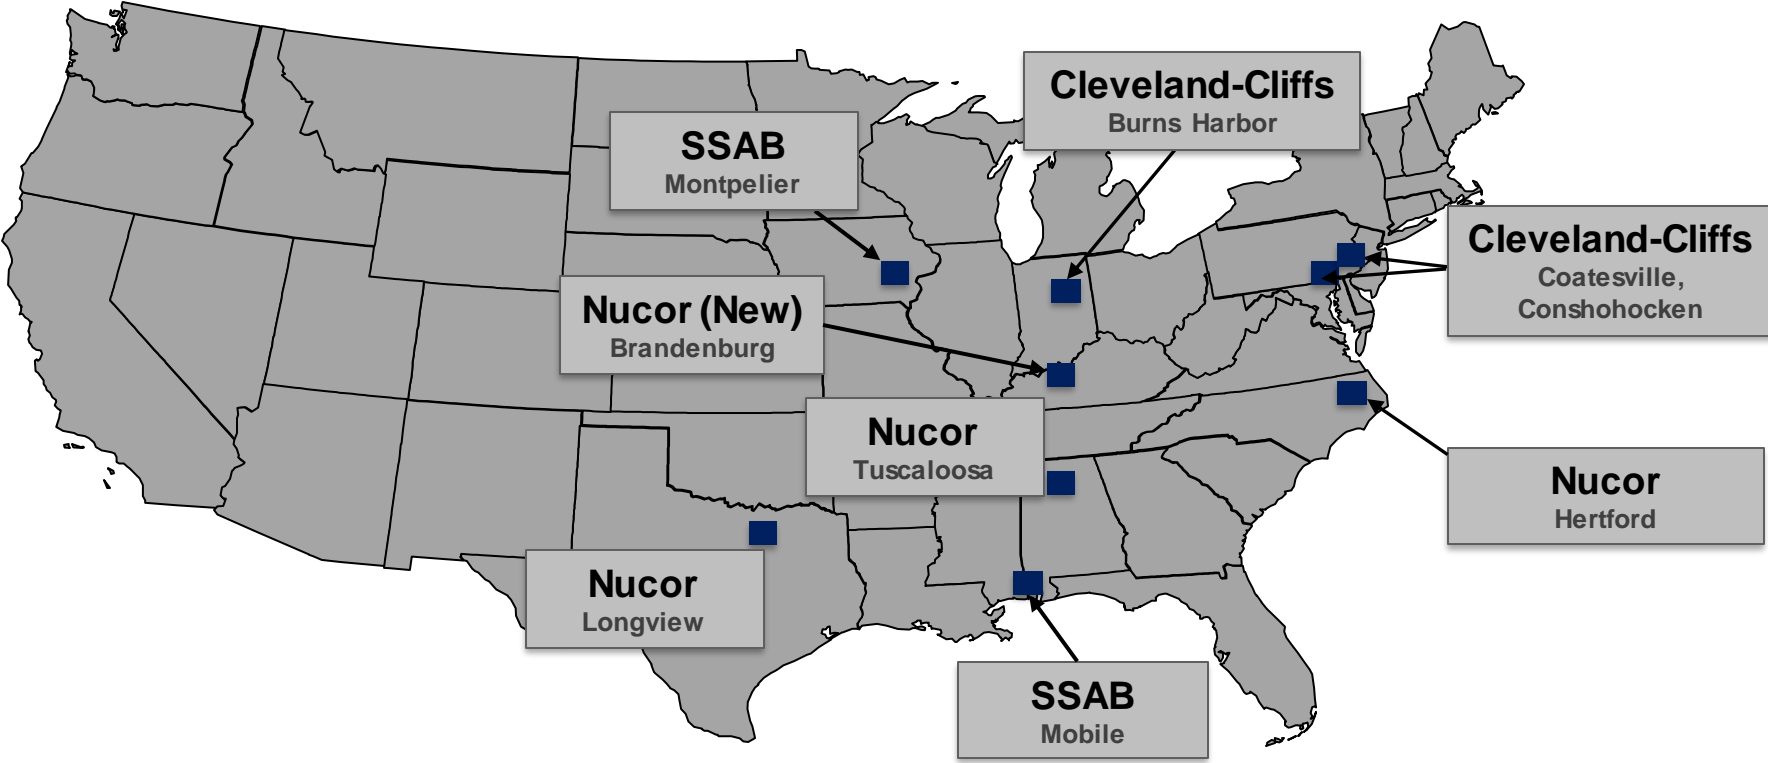 Cleveland-Cliffs
Burns Harbor
SSAB
Montpelier
Cleveland-Cliffs
Coatesville,
Conshohocken
Nucor (New)
Brandenburg
Nucor
Tuscaloosa
Nucor
Hertford
Nucor
Longview
SSAB
Mobile